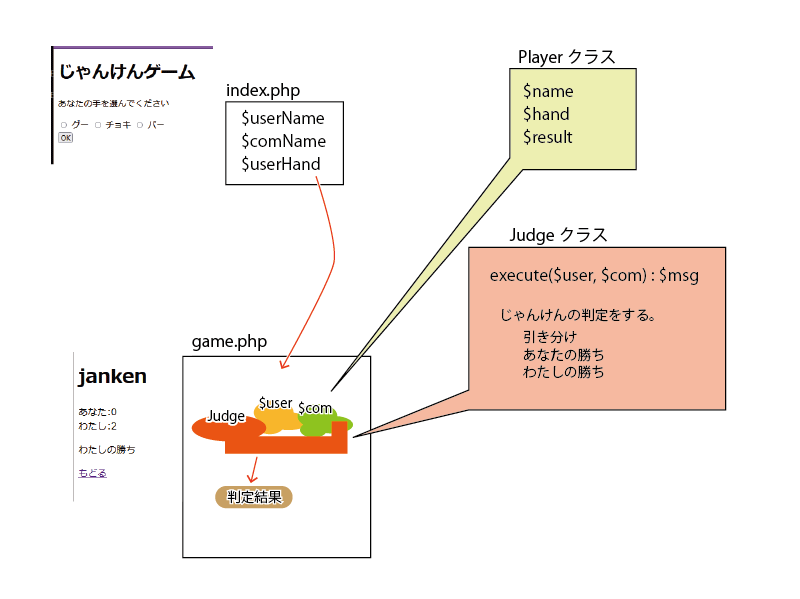 じゃんけんゲーム
あなたの手を選んでください
グー チョキ パー
OK
index.php
$userName
$comName
$userHand
Player クラス
$name
$hand
$result
Judge クラス
execute($user, $com) : $msg
じゃんけんの判定をする。
引き分け
あなたの勝ち
わたしの勝ち
janken
あなた:0
わたし:2
わたしの勝ち
もどる
game.php
Judge
$user
$com
判定結果